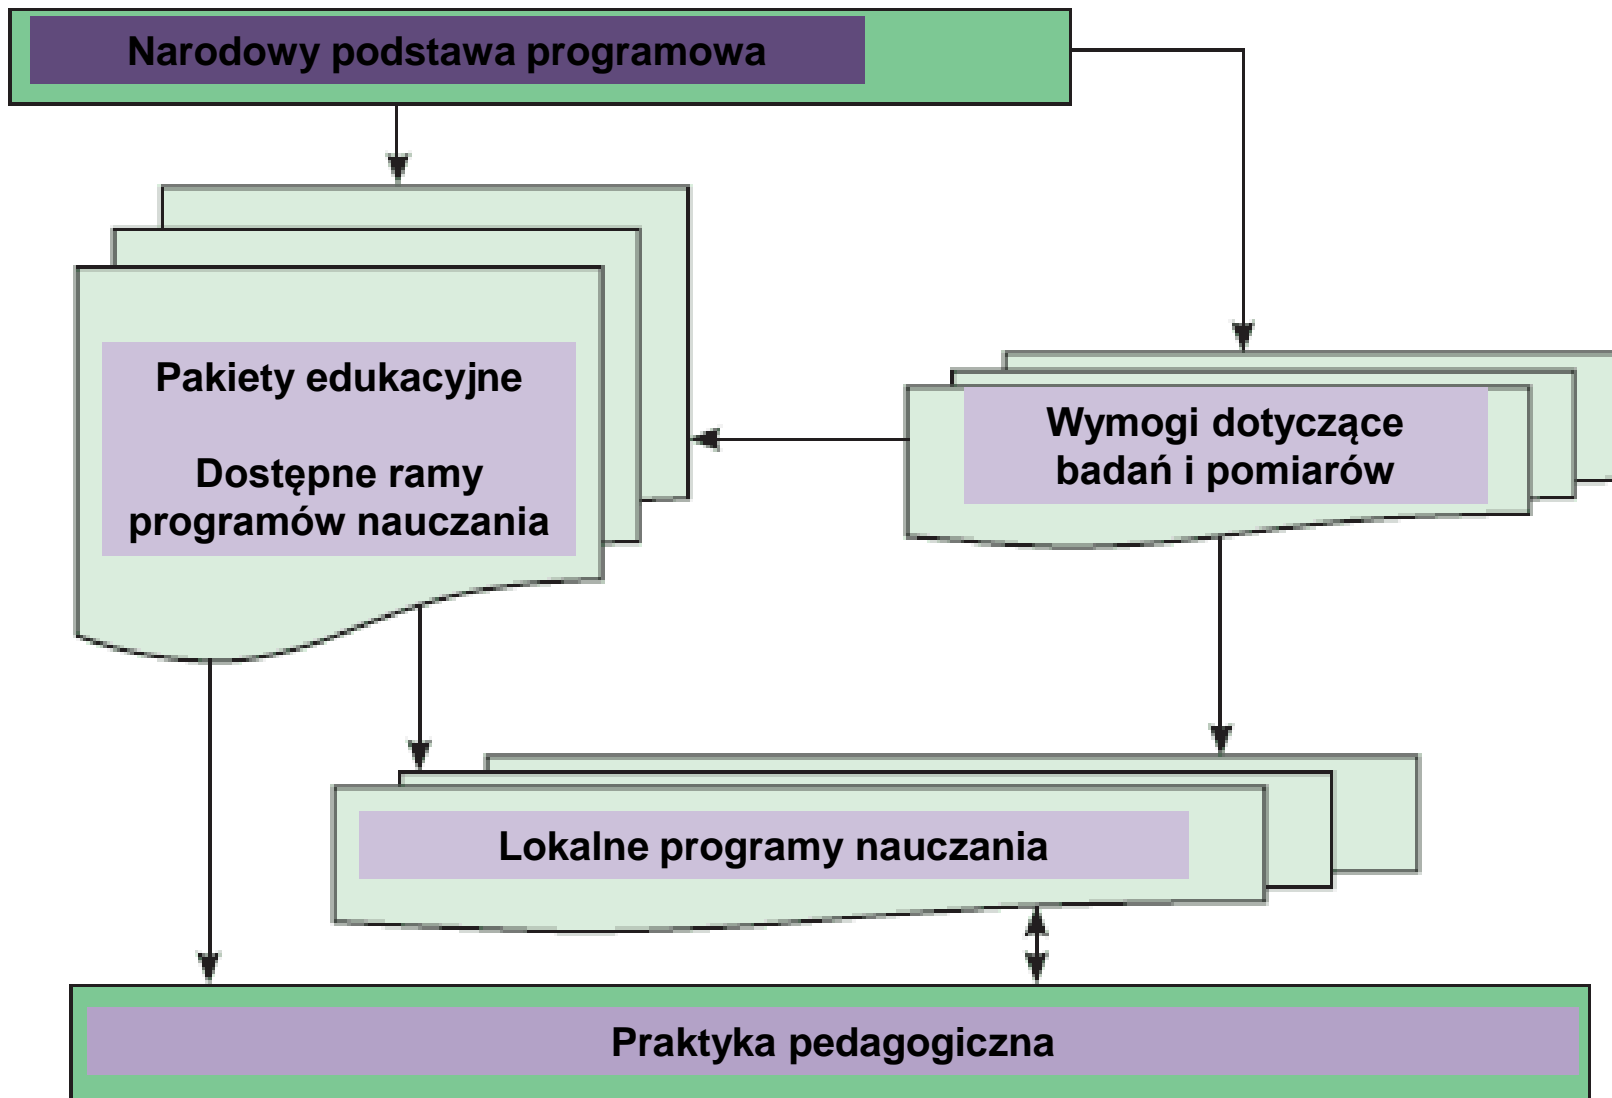 Narodowy podstawa programowa
Pakiety edukacyjne
Dostępne ramy
programów nauczania
Wymogi dotyczące
badań i pomiarów
Lokalne programy nauczania
Praktyka pedagogiczna